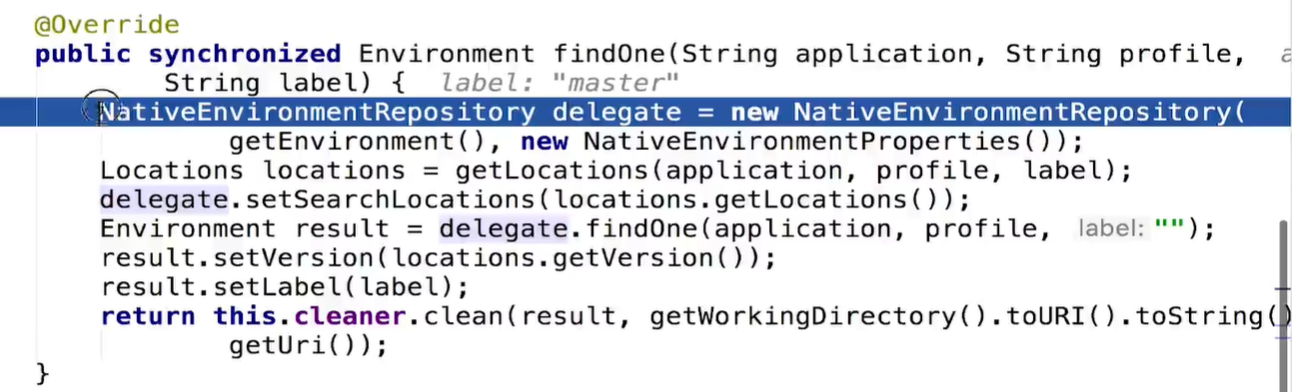 @Override
public synchronized Environment findOne(String application, String profile,
String label) { label: "master"
NativeEnvironmentRepository delegate = new NativeEnvironmentRepository(
getEnvironment(), new NativeEnvironmentProperties());
Locations locations = getLocations(application, profile, label);
delegate.setSearchLocations(locations.getLocations());
Environment result = delegate.findOne(application, profile, label: "");
result.setVersion(locations.getVersion());
result.setLabel(label);
return this.cleaner.clean(result, getWorkingDirectory().toURI().toString()
getUri());
}